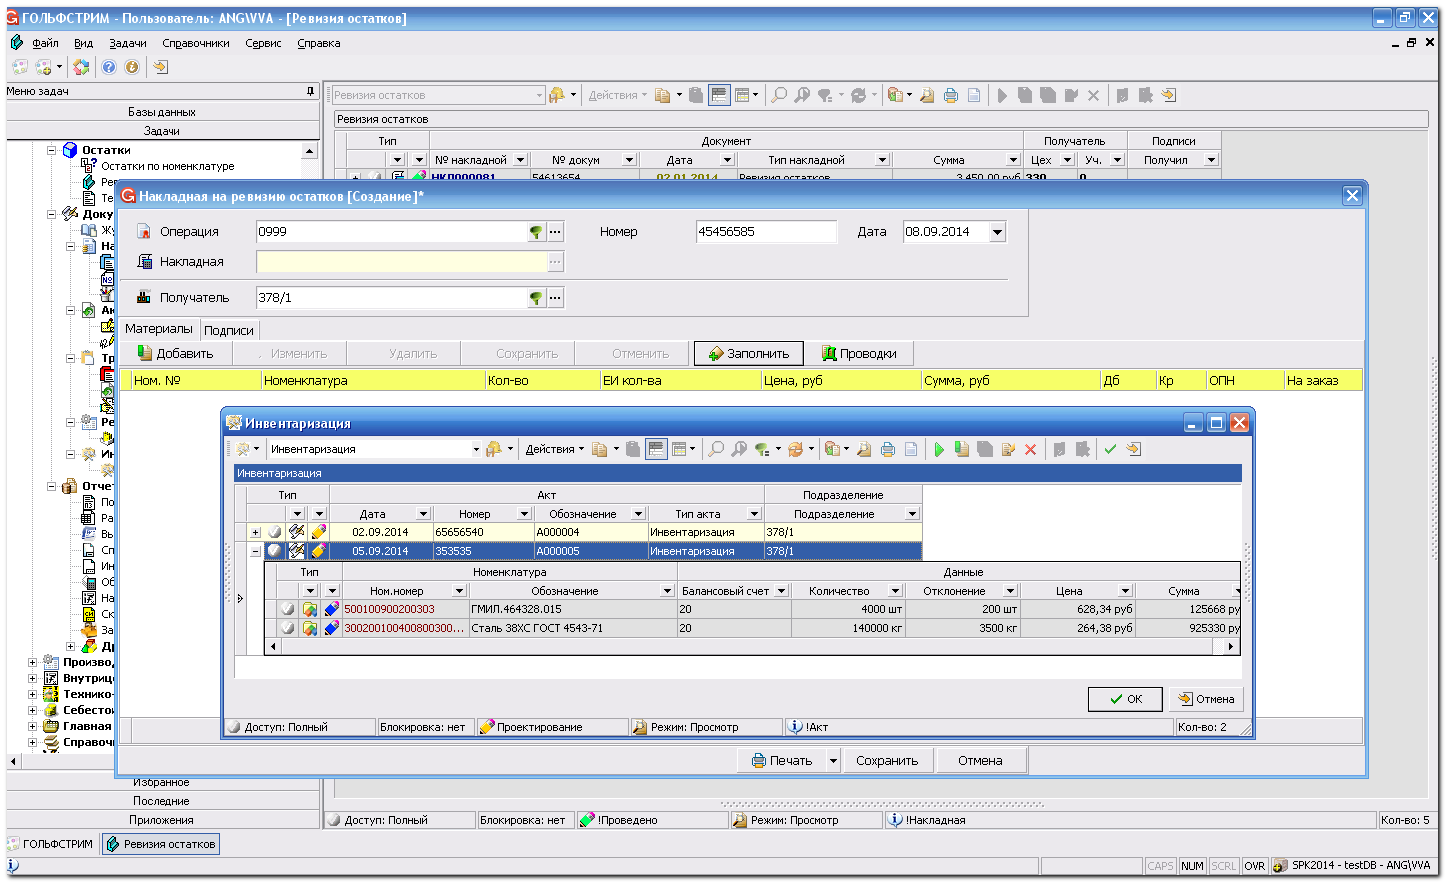 ГОЛЬФСТРИМ - Пользователь: ANG\VVA - [Ревизия остатков]
Файл Вид Задачи Справочники Сервис Справка
Меню задач
Базы данных
Задачи
Остатки
Остатки по номенклатуре
Ревизия остатков
Ревизия остатков
Тип Документ Получатель Подписи
№ накладной № докум Дата Тип накладной Сумма Цех Уч. Получил
НКП000081 54613654 02.01.2014 Ревизия остатков 3 450,00 руб 330 0
Накладная на ревизию остатков [Создание]*
Операция 0999 ... Номер 45456585 Дата 08.09.2014
Накладная ...
Получатель 378/1 ...
Материалы Подписи
Добавить Изменить Удалить Сохранить Отменить Заполнить Проводки
Ном. № Номенклатура Кол-во ЕИ кол-ва Цена, руб Сумма, руб Дб Кр ОПН На заказ
Инвентаризация
Инвентаризация Действия
Действия
Инвентаризация
Тип Акт Подразделение
Дата Номер Обозначение Тип акта Подразделение
02.09.2014 65656540 А000004 Инвентаризация 378/1
05.09.2014 353535 А000005 Инвентаризация 378/1
Тип Номенклатура Данные
Ном.номер Обозначение Балансовый счет Количество Отклонение Цена Сумма
500100900200303 ГМИЛ.464328.015 20 4000 шт 200 шт 628,34 руб 125668 ру
300200100400800300... Сталь 38ХС ГОСТ 4543-71 20 140000 кг 3500 кг 264,38 руб 925330 ру
OK Отмена
Доступ: Полный Блокировка: нет Проектирование Режим: Просмотр !Акт Кол-во: 2
Печать Сохранить Отмена
Ре
Те
Доку
Жу
На
Ак
Тр
Ре
Ин
Отче
По
Ра
Вы
Сп
Ин
Об
На
Ск
За
Др
Произво
Внутриц
Технико-
Себесто
Главная
Справоч
Избранное
Последние
Приложения
Доступ: Полный Блокировка: нет !Проведено Режим: Просмотр !Накладная Кол-во: 5
ГОЛЬФСТРИМ Ревизия остатков
CAPS NUM SCRL OVR SPK2014 - testDB - ANG\VVA